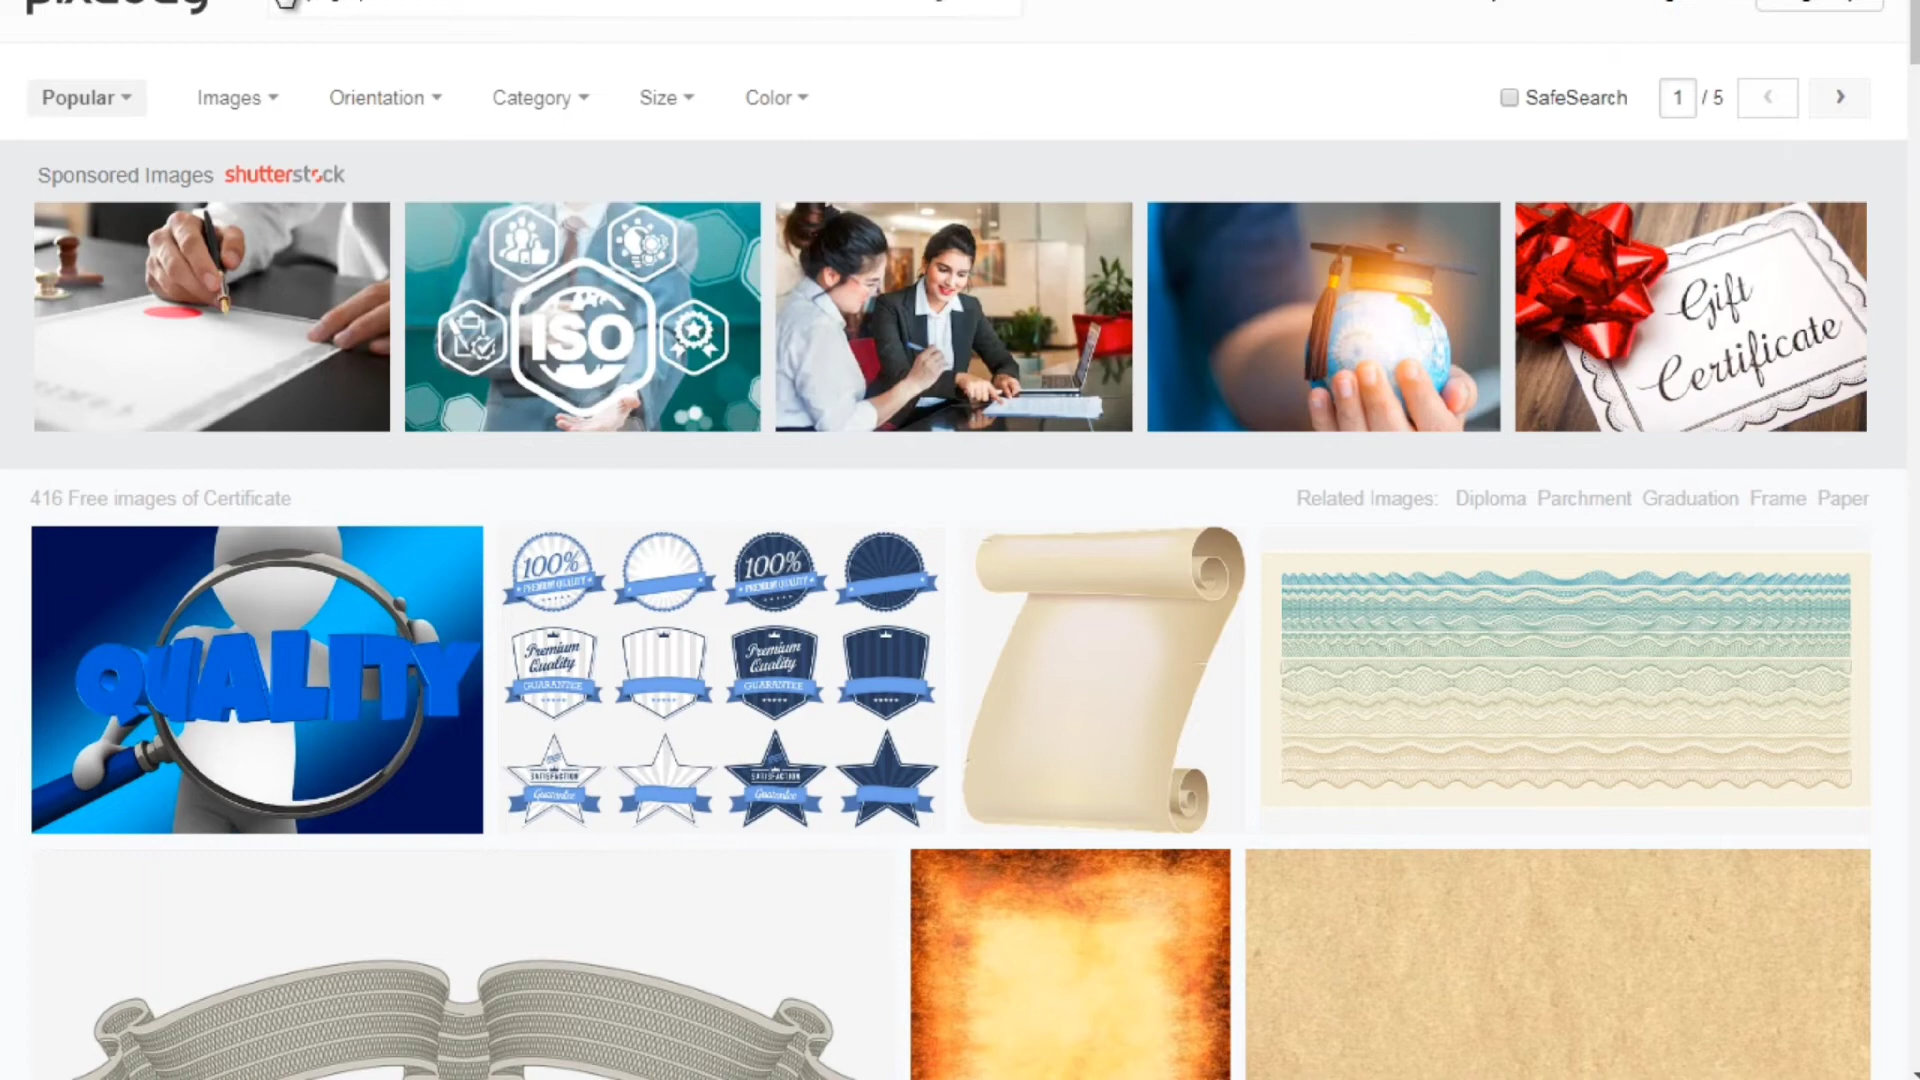 pixabay
Popular Images Orientation Category Size Color SafeSearch 1 / 5
Sponsored Images shutterstock
ISO
Gift
Certificate
416 Free images of Certificate
Related Images: Diploma Parchment Graduation Frame Paper
QUALITY
100% 100%
PREMIUM QUALITY PREMIUM QUALITY
Premium Premium
Quality Quality
GUARANTEE GUARANTEE
SATISFACTION SATISFACTION
Guarantee Guarantee